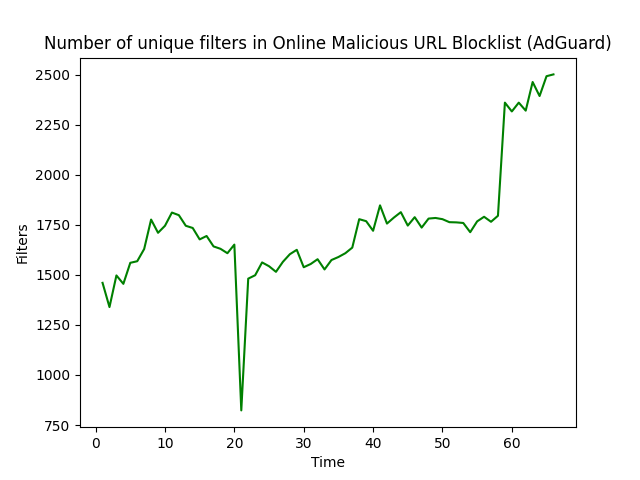 Number of unique filters in Online Malicious URL Blocklist (AdGuard)
2500
2250
2000
1750
1500
1250
1000
750
Filters
0 10 20 30 40 50 60
Time